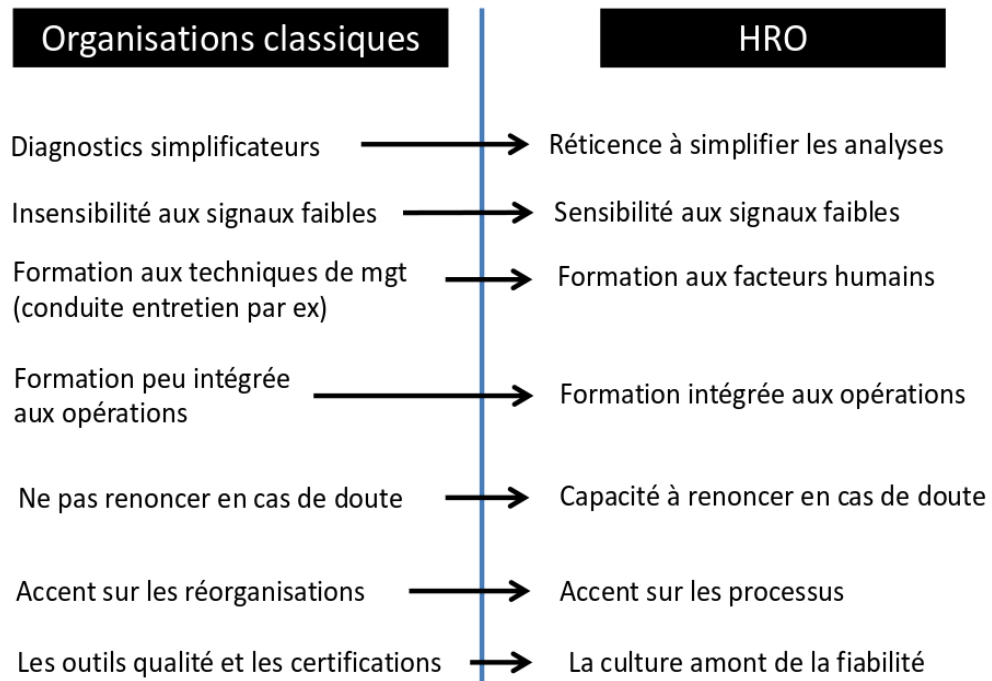 Organisations classiques
HRO
Diagnostics simplificateurs
Réticence à simplifier les analyses
Insensibilité aux signaux faibles
Sensibilité aux signaux faibles
Formation aux techniques de mgt
(conduite entretien par ex)
Formation aux facteurs humains
Formation peu intégrée
aux opérations
Formation intégrée aux opérations
Ne pas renoncer en cas de doute
Capacité à renoncer en cas de doute
Accent sur les réorganisations
Accent sur les processus
Les outils qualité et les certifications
La culture amont de la fiabilité